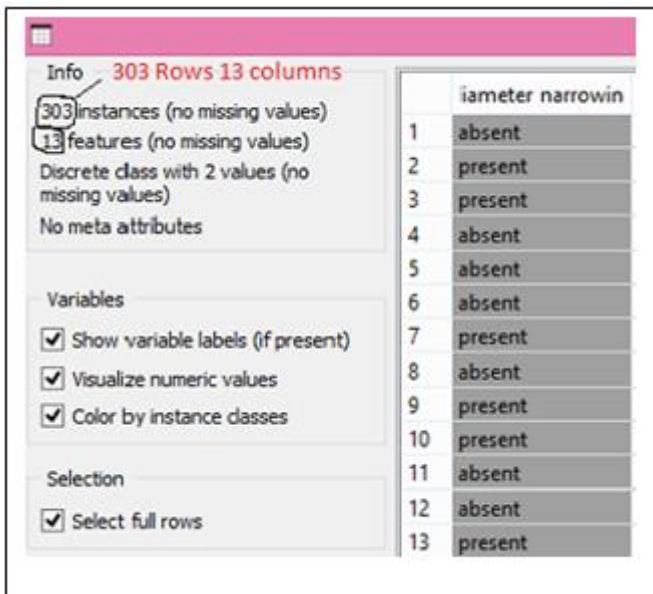 Info
303 Rows 13 columns
303 instances (no missing values)
13 features (no missing values)
Discrete class with 2 values (no
missing values)
No meta attributes
Variables
Show variable labels (if present)
Visualize numeric values
Color by instance classes
Selection
Select full rows
iameter narrowin
1 absent
2 present
3 present
4 absent
5 absent
6 absent
7 present
8 absent
9 present
10 present
11 absent
12 absent
13 present